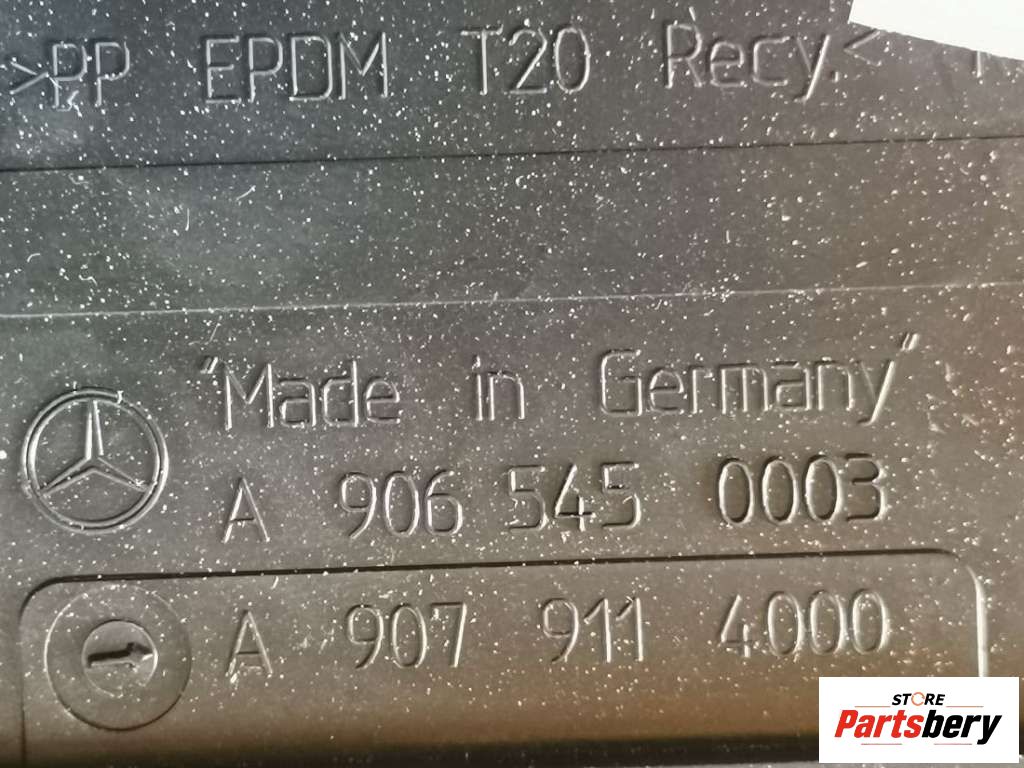 >PP EPDM T20 Recy.<
"Made in Germany"
A 906 545 0003
A 907 911 4000
STORE
Partsbery